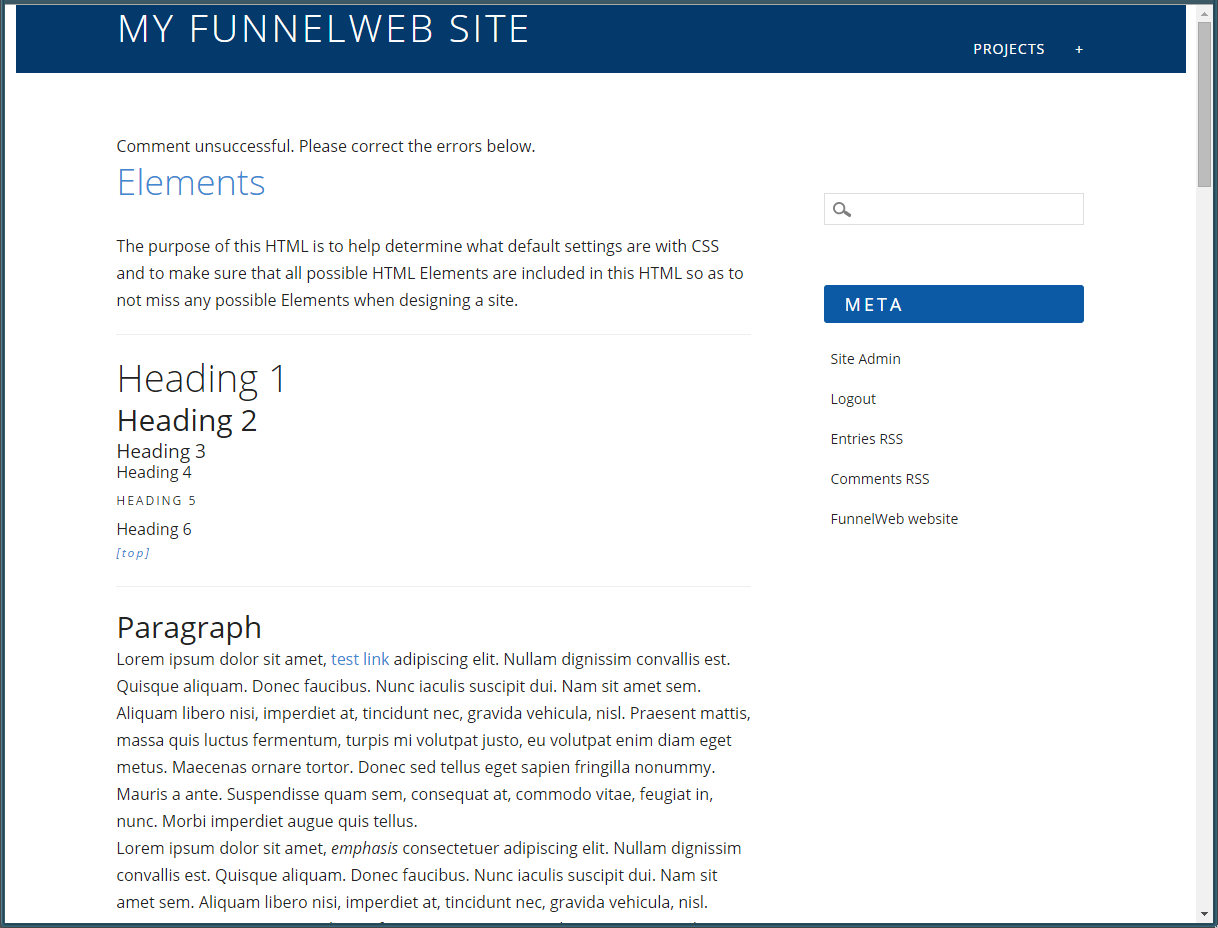 MY FUNNELWEB SITE
PROJECTS +
Comment unsuccessful. Please correct the errors below.
Elements
The purpose of this HTML is to help determine what default settings are with CSS
and to make sure that all possible HTML Elements are included in this HTML so as to
not miss any possible Elements when designing a site.
Heading 1
Heading 2
Heading 3
Heading 4
HEADING 5
Heading 6
[top]
Paragraph
Lorem ipsum dolor sit amet, test link adipiscing elit. Nullam dignissim convallis est.
Quisque aliquam. Donec faucibus. Nunc iaculis suscipit dui. Nam sit amet sem.
Aliquam libero nisi, imperdiet at, tincidunt nec, gravida vehicula, nisl. Praesent mattis,
massa quis luctus fermentum, turpis mi volutpat justo, eu volutpat enim diam eget
metus. Maecenas ornare tortor. Donec sed tellus eget sapien fringilla nonummy.
Mauris a ante. Suspendisse quam sem, consequat at, commodo vitae, feugiat in,
nunc. Morbi imperdiet augue quis tellus.
Lorem ipsum dolor sit amet, emphasis consectetuer adipiscing elit. Nullam dignissim
convallis est. Quisque aliquam. Donec faucibus. Nunc iaculis suscipit dui. Nam sit
amet sem. Aliquam libero nisi, imperdiet at, tincidunt nec, gravida vehicula, nisl.
META
Site Admin
Logout
Entries RSS
Comments RSS
FunnelWeb website